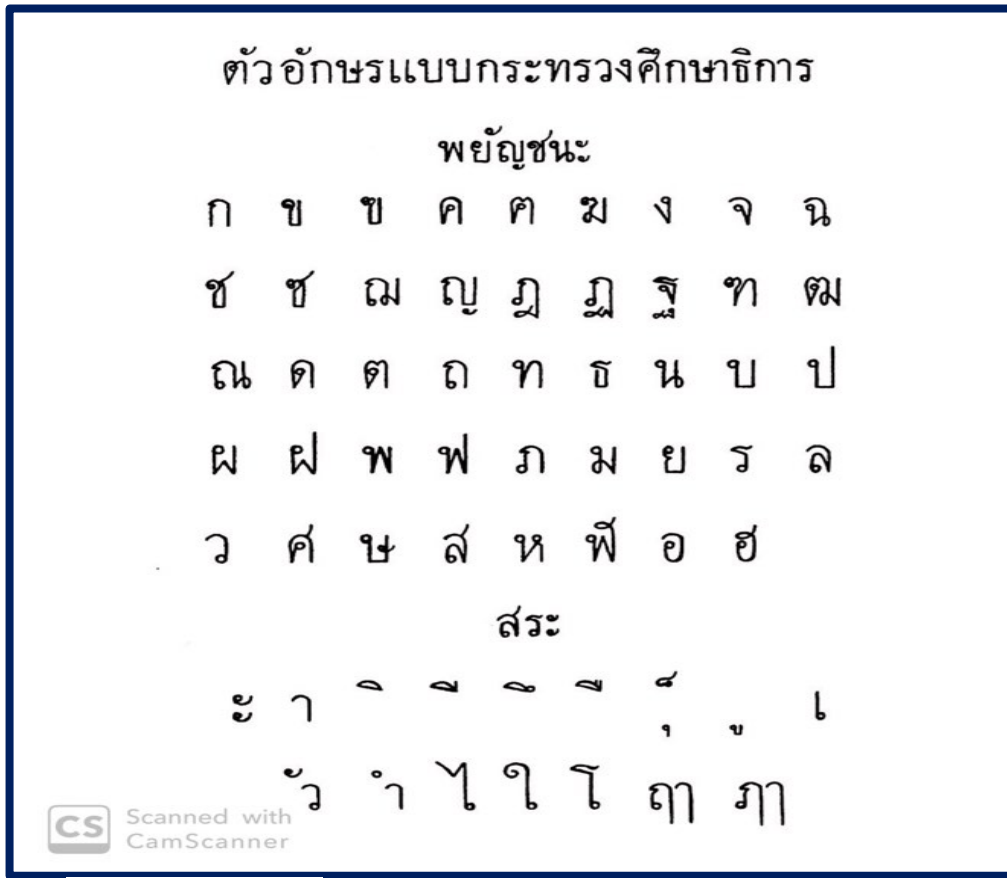 ตัวอักษรแบบกระทรวงศึกษาธิการ
พยัญชนะ
ก ข ฃ ค ฅ ฆ ง จ ฉ
ช ซ ฌ ญ ฎ ฏ ฐ ฑ ฒ
ณ ด ต ถ ท ธ น บ ป
ผ ฝ พ ฟ ภ ม ย ร ล
ว ศ ษ ส ห ฬ อ ฮ
สระ
ะ า ิ ี ึ ื ็ ุ ู เ
ัว ำ ไ ใ โ ฤๅ ฦๅ
CS Scanned with
CamScanner